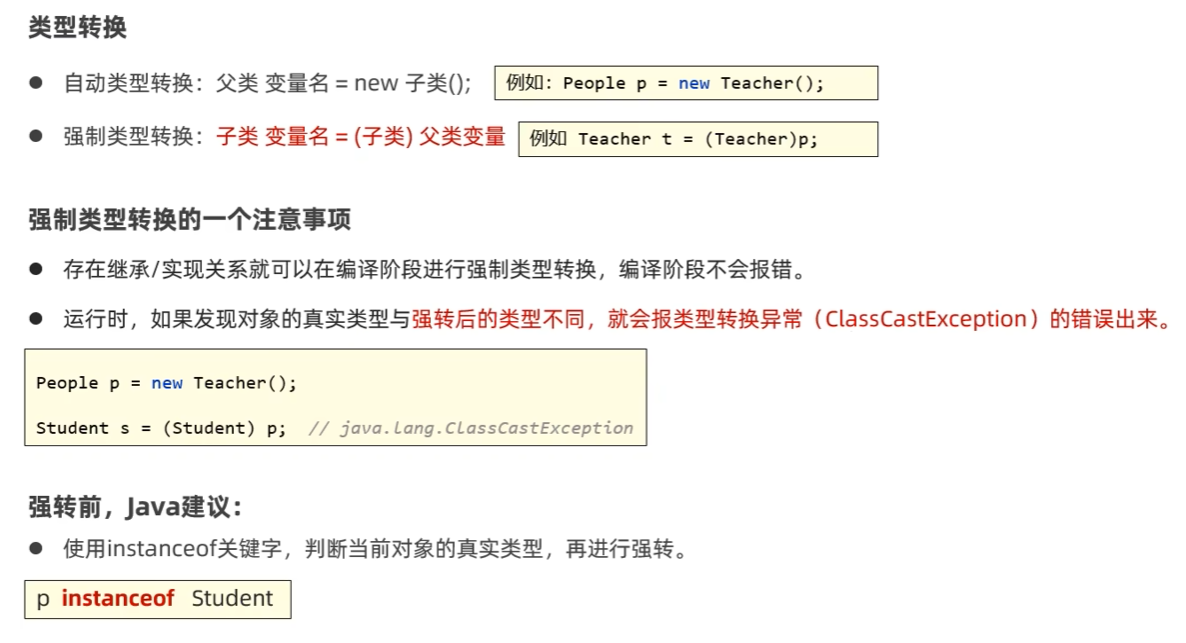 类型转换
● 自动类型转换：父类 变量名 = new 子类();
例如：People p = new Teacher();
● 强制类型转换：子类 变量名 = (子类) 父类变量
例如 Teacher t = (Teacher)p;
强制类型转换的一个注意事项
● 存在继承/实现关系就可以在编译阶段进行强制类型转换，编译阶段不会报错。
● 运行时，如果发现对象的真实类型与强转后的类型不同，就会报类型转换异常（ClassCastException）的错误出来。
People p = new Teacher();
Student s = (Student) p;  // java.lang.ClassCastException
强转前，Java建议：
● 使用instanceof关键字，判断当前对象的真实类型，再进行强转。
p instanceof Student